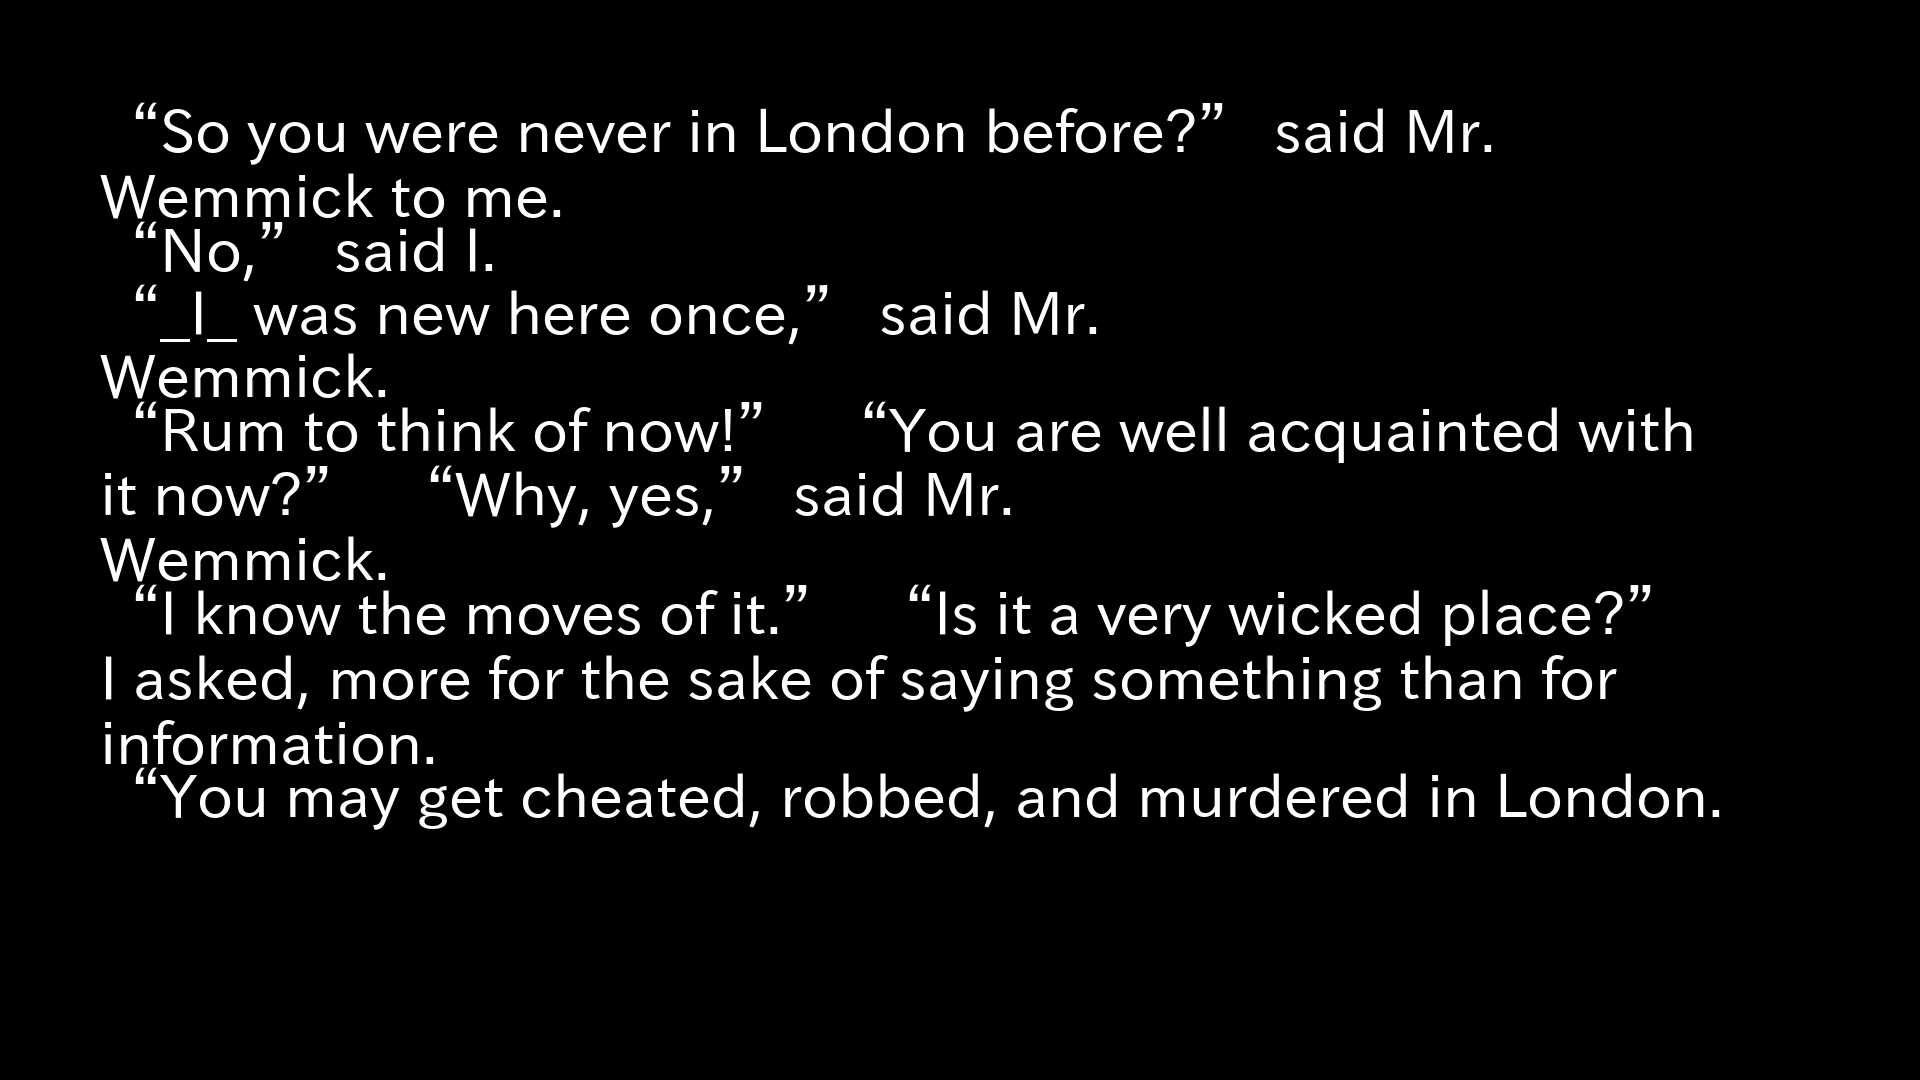 “So you were never in London before?” said Mr.
Wemmick to me.
“No,” said I.
“_I_ was new here once,” said Mr.
Wemmick.
“Rum to think of now!” “You are well acquainted with
it now?” “Why, yes,” said Mr.
Wemmick.
“I know the moves of it.” “Is it a very wicked place?”
I asked, more for the sake of saying something than for
information.
“You may get cheated, robbed, and murdered in London.